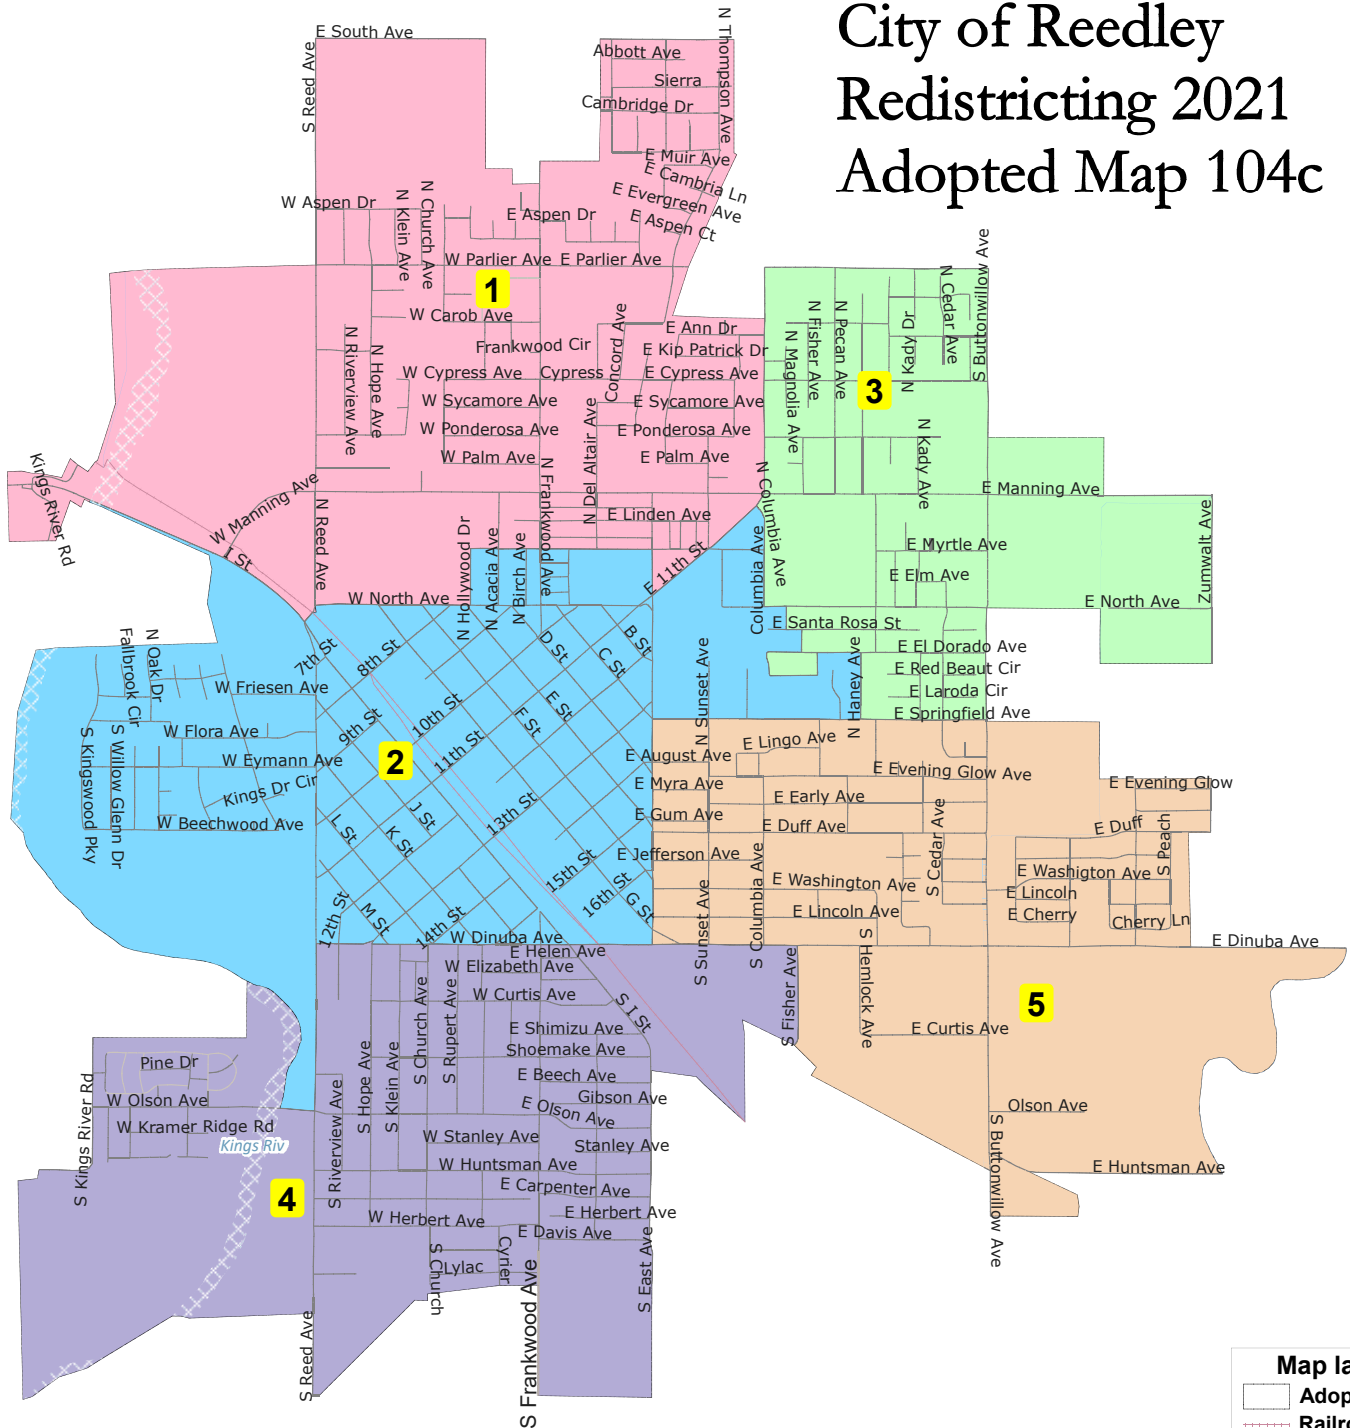 City of Reedley
Redistricting 2021
Adopted Map 104c
E South Ave
S Reed Ave
N Thompson Ave
Abbott Ave
Sierra
Cambridge Dr
E Muir Ave
E Cambria Ln
E Evergreen Ave
E Aspen Ct
W Aspen Dr
N Klein Ave
N Church Ave
E Aspen Dr
W Parlier Ave
E Parlier Ave
1
W Carob Ave
Concord Ave
E Ann Dr
Frankwood Cir
E Kip Patrick Dr
N Riverview Ave
N Hope Ave
W Cypress Ave
Cypress
E Cypress Ave
W Sycamore Ave
E Sycamore Ave
W Ponderosa Ave
N Del Altair Ave
E Ponderosa Ave
W Palm Ave
E Palm Ave
N Frankwood Ave
Kings River Rd
W Manning Ave
I St
N Reed Ave
E Linden Ave
N Hollywood Dr
N Acacia Ave
N Birch Ave
E 11th St
W North Ave
N Cedar Ave
S Buttonwillow Ave
N Fisher Ave
N Pecan Ave
N Kady Dr
N Magnolia Ave
3
N Kady Ave
N Columbia Ave
E Manning Ave
Zumwalt Ave
E Myrtle Ave
E Elm Ave
Columbia Ave
E North Ave
E Santa Rosa St
E El Dorado Ave
E Red Beaut Cir
E Laroda Cir
E Springfield Ave
N Haney Ave
N Sunset Ave
Fallbrook Cir
N Oak Dr
7th St
8th St
D St
B St
C St
W Friesen Ave
E St
F St
9th St
10th St
11th St
S Kingswood Pky
S Willow Glenn Dr
W Flora Ave
W Eymann Ave
2
Kings Dr Cir
W Beechwood Ave
J St
L St
K St
13th St
15th St
16th St
G St
12th St
M St
14th St
W Dinuba Ave
E August Ave
E Lingo Ave
E Myra Ave
E Evening Glow Ave
E Evening Glow
E Early Ave
E Gum Ave
E Duff Ave
E Duff
S Peach
S Cedar Ave
E Jefferson Ave
S Columbia Ave
E Washington Ave
E Washigton Ave
E Lincoln
S Sunset Ave
E Lincoln Ave
E Cherry
Cherry Ln
E Dinuba Ave
S Fisher Ave
S Hemlock Ave
5
E Curtis Ave
Olson Ave
S Buttonwillow Ave
E Huntsman Ave
E Helen Ave
W Elizabeth Ave
W Curtis Ave
S I St
S Church Ave
S Rupert Ave
E Shimizu Ave
Shoemake Ave
S Hope Ave
S Klein Ave
Pine Dr
E Beech Ave
Gibson Ave
S Kings River Rd
W Olson Ave
E Olson Ave
W Kramer Ridge Rd
Kings Riv
S Riverview Ave
W Stanley Ave
Stanley Ave
W Huntsman Ave
4
E Carpenter Ave
W Herbert Ave
E Herbert Ave
E Davis Ave
S Church
Lylac
Cyrier
S East Ave
S Reed Ave
S Frankwood Ave
Map la
Adop
Railro